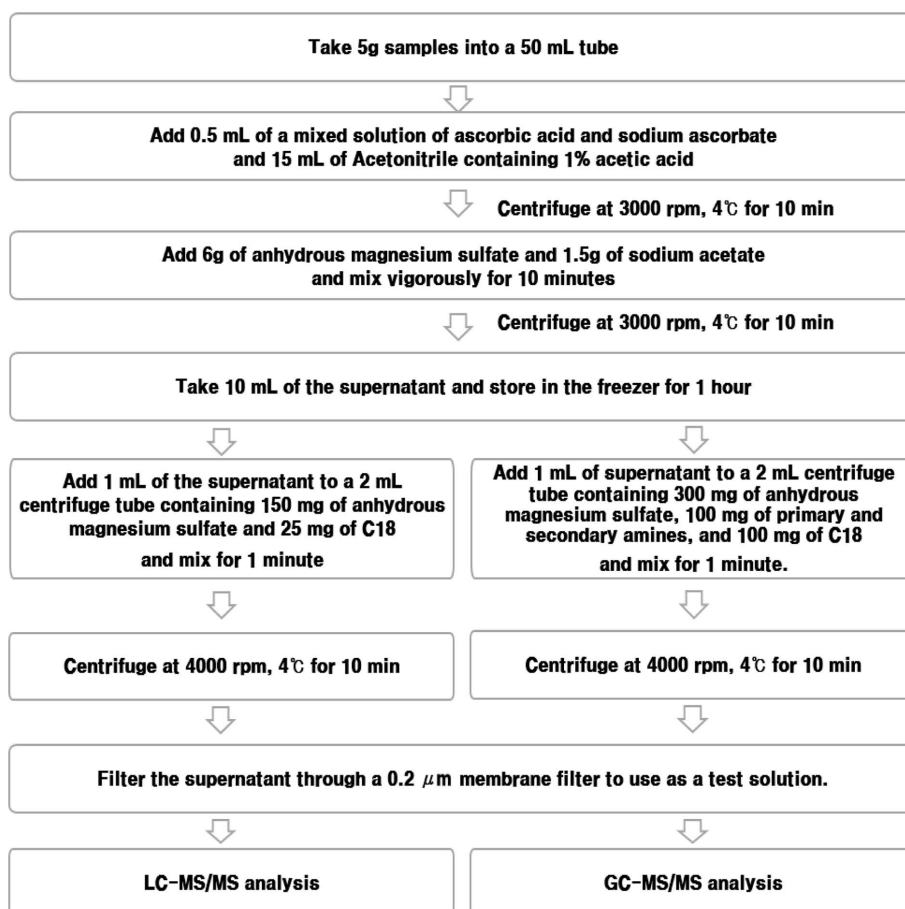 Take 5g samples into a 50 mL tube
Add 0.5 mL of a mixed solution of ascorbic acid and sodium ascorbate
and 15 mL of Acetonitrile containing 1% acetic acid
Centrifuge at 3000 rpm, 4℃ for 10 min
Add 6g of anhydrous magnesium sulfate and 1.5g of sodium acetate
and mix vigorously for 10 minutes
Centrifuge at 3000 rpm, 4℃ for 10 min
Take 10 mL of the supernatant and store in the freezer for 1 hour
Add 1 mL of the supernatant to a 2 mL
centrifuge tube containing 150 mg of anhydrous
magnesium sulfate and 25 mg of C18
and mix for 1 minute
Add 1 mL of supernatant to a 2 mL centrifuge
tube containing 300 mg of anhydrous
magnesium sulfate, 100 mg of primary and
secondary amines, and 100 mg of C18
and mix for 1 minute.
Centrifuge at 4000 rpm, 4℃ for 10 min
Centrifuge at 4000 rpm, 4℃ for 10 min
Filter the supernatant through a 0.2 μm membrane filter to use as a test solution.
LC-MS/MS analysis
GC-MS/MS analysis